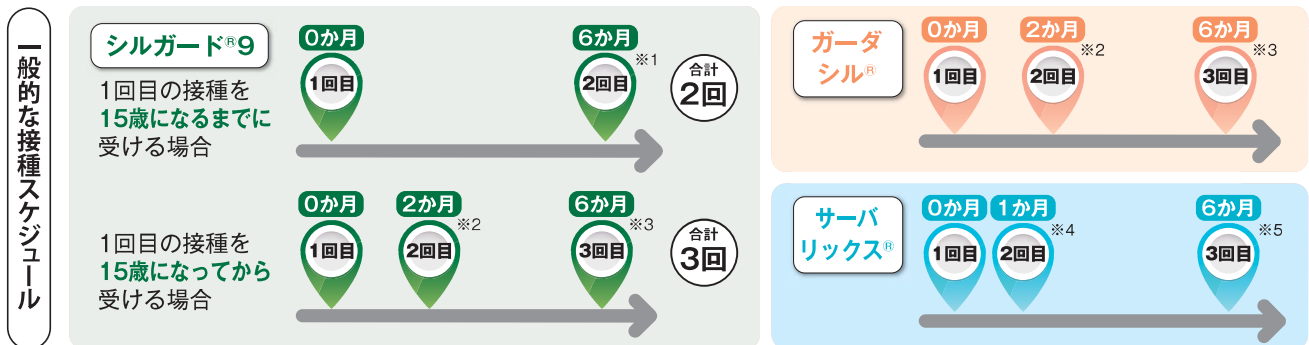 一般的な接種スケジュール
シルガード®9
1回目の接種を
15歳になるまでに
受ける場合
0か月
1回目
6か月
※1
2回目
合計
2回
1回目の接種を
15歳になってから
受ける場合
0か月
1回目
2か月
※2
2回目
6か月
※3
3回目
合計
3回
ガーダ
シル®
0か月
1回目
2か月
※2
2回目
6か月
※3
3回目
サーバ
リックス®
0か月
1回目
1か月
※4
2回目
6か月
※5
3回目